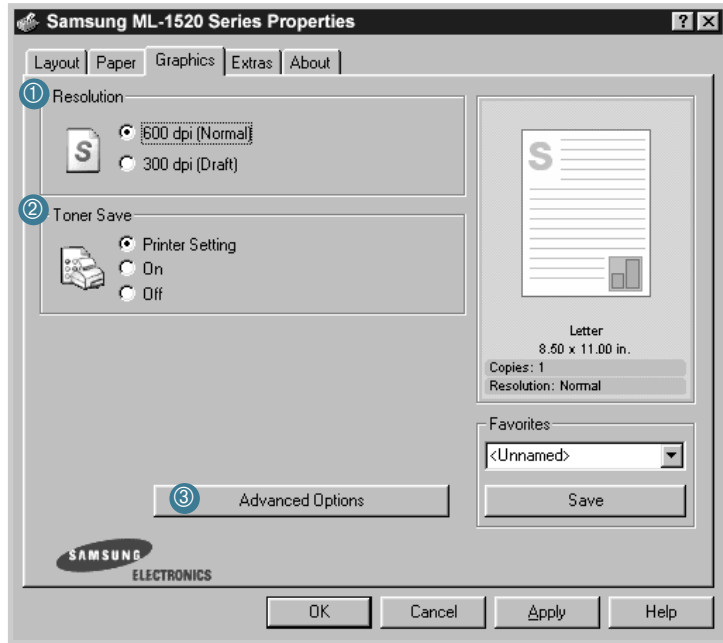 Samsung ML-1520 Series Properties
Layout Paper Graphics Extras About
① Resolution
S
600 dpi (Normal)
300 dpi (Draft)
② Toner Save
Printer Setting
On
Off
S
Letter
8.50 x 11.00 in.
Copies: 1
Resolution: Normal
Favorites
<Unnamed>
Save
③ Advanced Options
SAMSUNG
ELECTRONICS
OK Cancel Apply Help